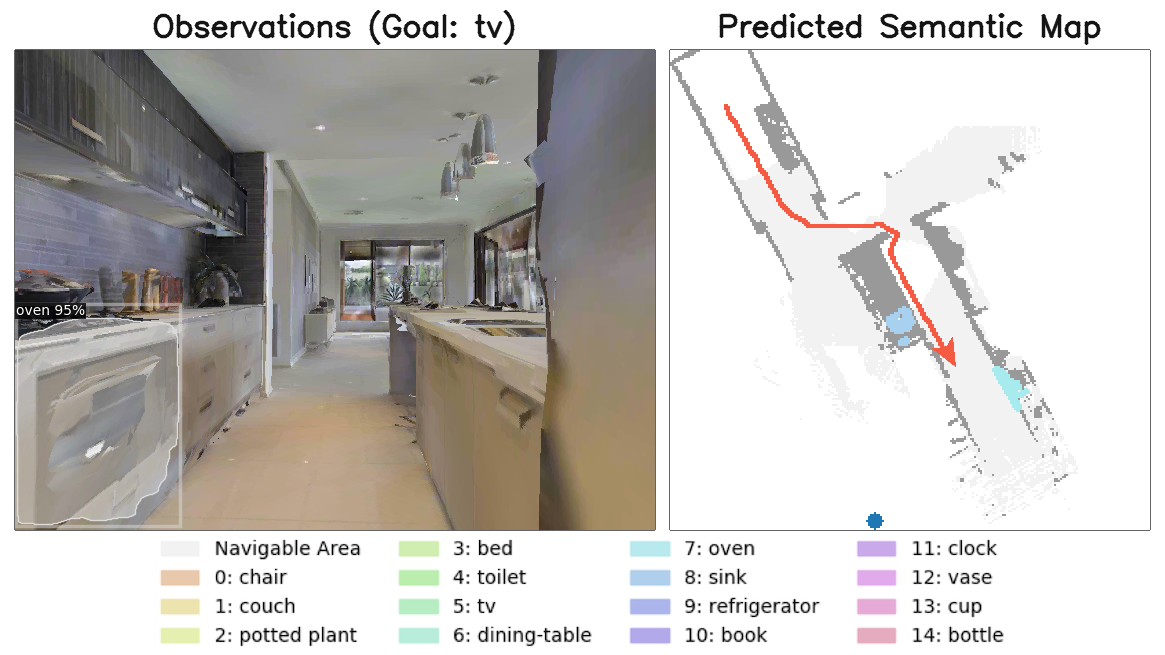 Observations (Goal: tv)
Predicted Semantic Map
oven 95%
Navigable Area
0: chair
1: couch
2: potted plant
3: bed
4: toilet
5: tv
6: dining-table
7: oven
8: sink
9: refrigerator
10: book
11: clock
12: vase
13: cup
14: bottle